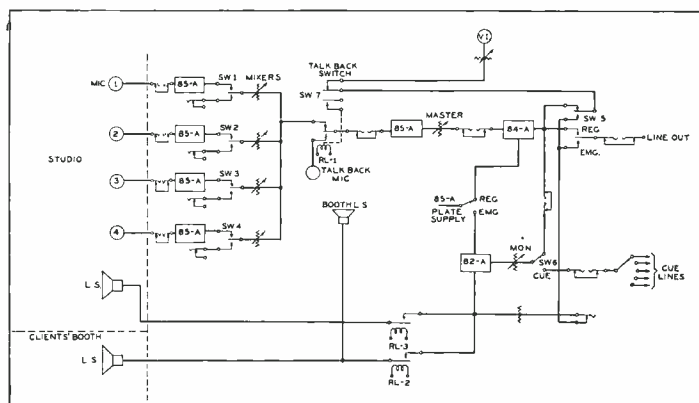 VI
TALK BACK
SWITCH
SW 7
MIC 1
85-A
SW 1
MIXERS
2
85-A
SW 2
3
85-A
SW 3
4
85-A
SW 4
STUDIO
RL-1
TALK BACK
MIC
85-A
MASTER
84-A
SW 5
REG
EMG.
LINE OUT
85-A
PLATE
SUPPLY
REG
EMG
BOOTH L S
82-A
MON
SW6
CUE
CUE
LINES
L S
CLIENTS' BOOTH
L S
RL-3
RL-2